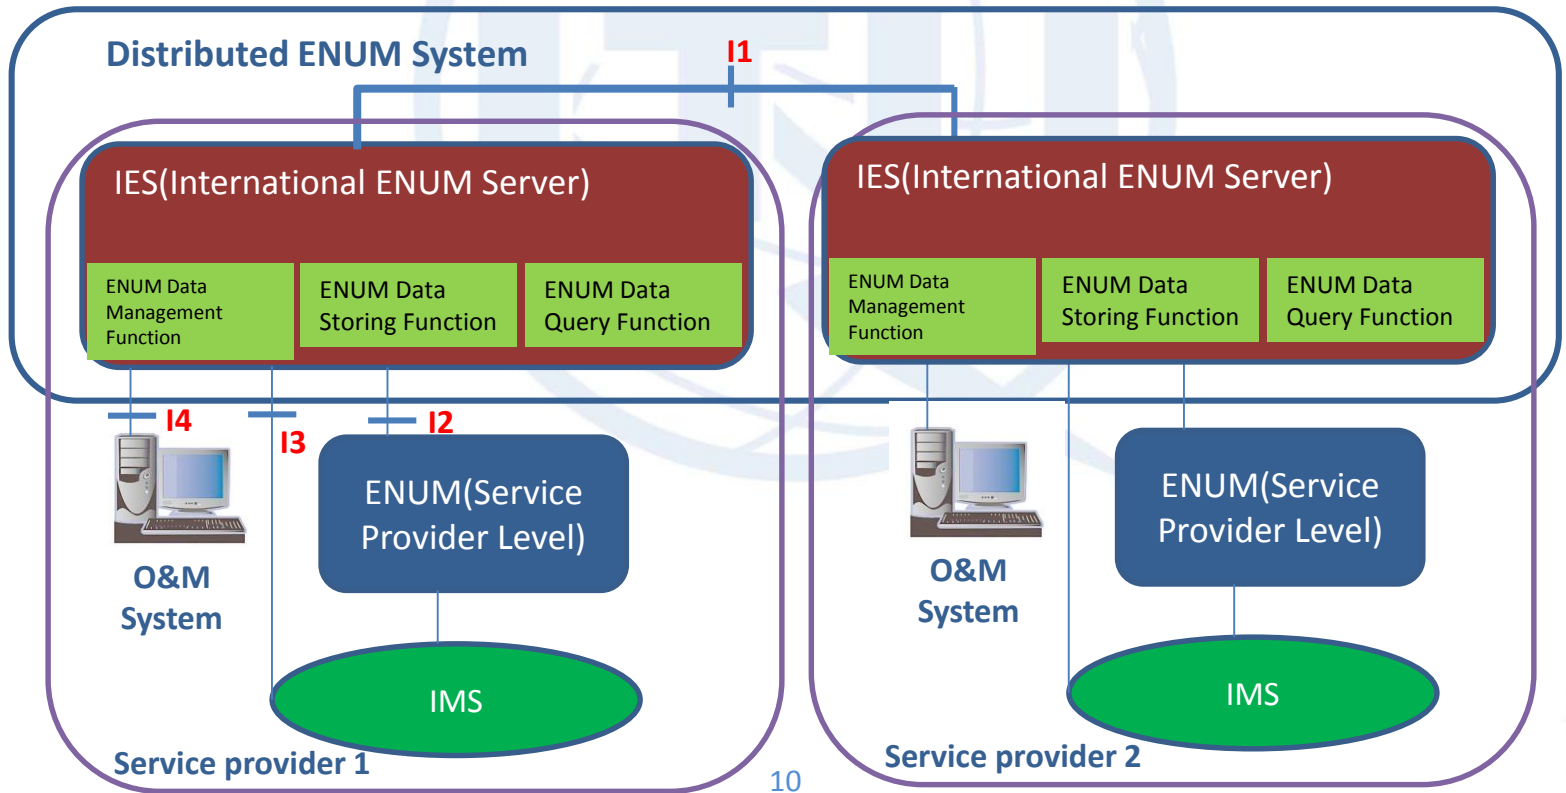 Distributed ENUM System
I1
IES(International ENUM Server)
ENUM Data
Management
Function
ENUM Data
Storing Function
ENUM Data
Query Function
IES(International ENUM Server)
ENUM Data
Management
Function
ENUM Data
Storing Function
ENUM Data
Query Function
I4
I3
I2
ENUM(Service
Provider Level)
O&M
System
IMS
Service provider 1
ENUM(Service
Provider Level)
O&M
System
IMS
Service provider 2
10